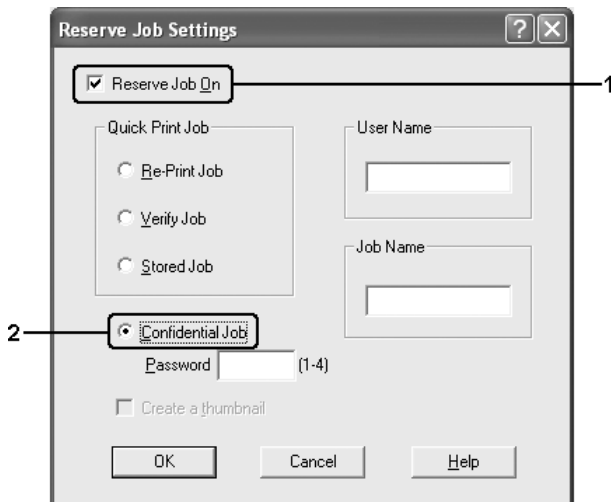 Reserve Job Settings
Reserve Job On
1
Quick Print Job
User Name
Re-Print Job
Verify Job
Stored Job
Job Name
2
Confidential Job
Password (1-4)
Create a thumbnail
OK Cancel Help